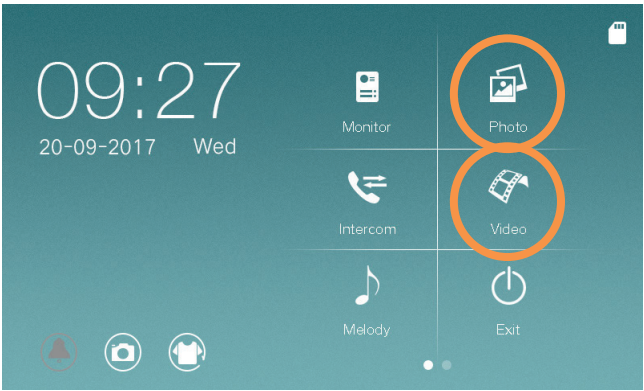 09:27
20-09-2017 Wed
Monitor Photo
Intercom Video
Melody Exit